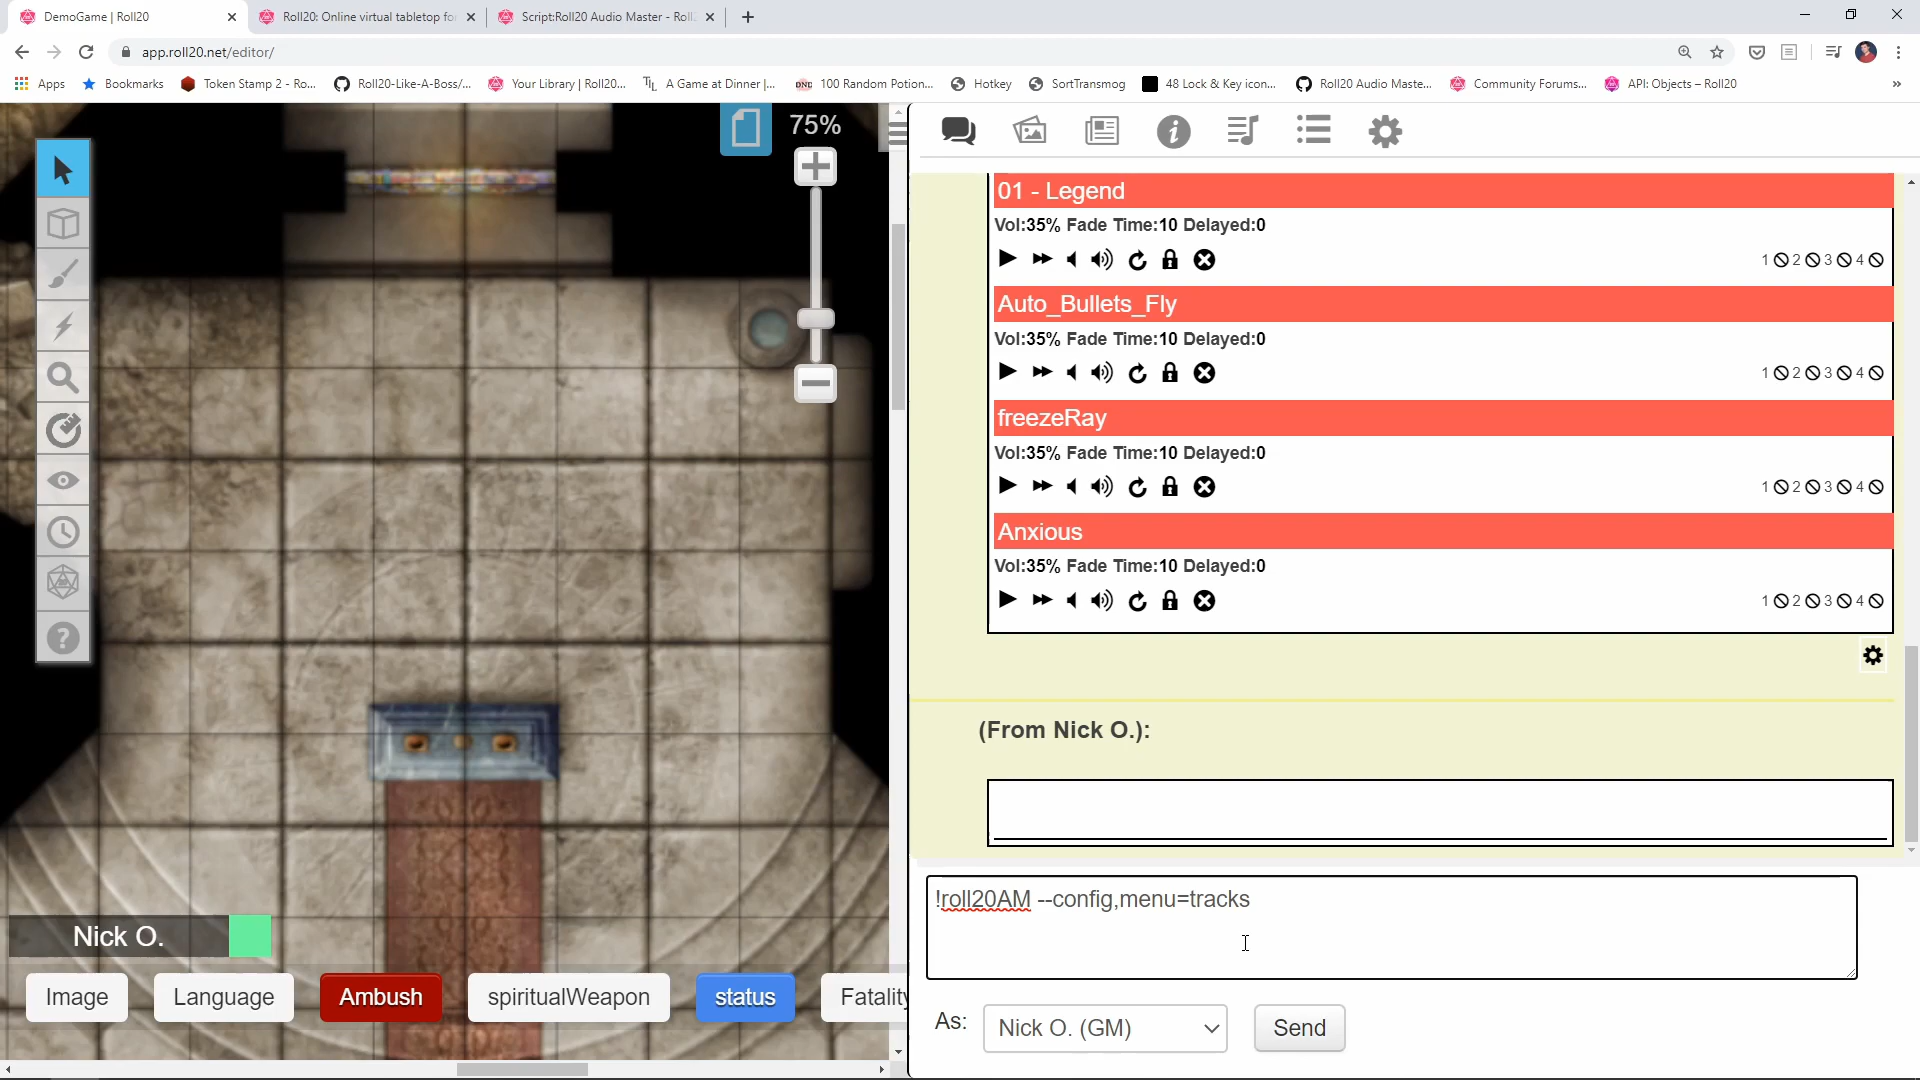 DemoGame | Roll20
Roll20: Online virtual tabletop fo
Script:Roll20 Audio Master - Roll
app.roll20.net/editor/
Apps
Bookmarks
Token Stamp 2 - Ro...
Roll20-Like-A-Boss/...
Your Library | Roll20...
TL A Game at Dinner |...
DND 100 Random Potion...
Hotkey
SortTransmog
48 Lock & Key icon...
Roll20 Audio Maste...
Community Forums...
API: Objects – Roll20
»
75%
01 - Legend
Vol:35% Fade Time:10 Delayed:0
1 2 3 4
Auto_Bullets_Fly
Vol:35% Fade Time:10 Delayed:0
1 2 3 4
freezeRay
Vol:35% Fade Time:10 Delayed:0
1 2 3 4
Anxious
Vol:35% Fade Time:10 Delayed:0
1 2 3 4
(From Nick O.):
!roll20AM --config,menu=tracks
As:
Nick O. (GM)
Send
Nick O.
Image
Language
Ambush
spiritualWeapon
status
Fatality